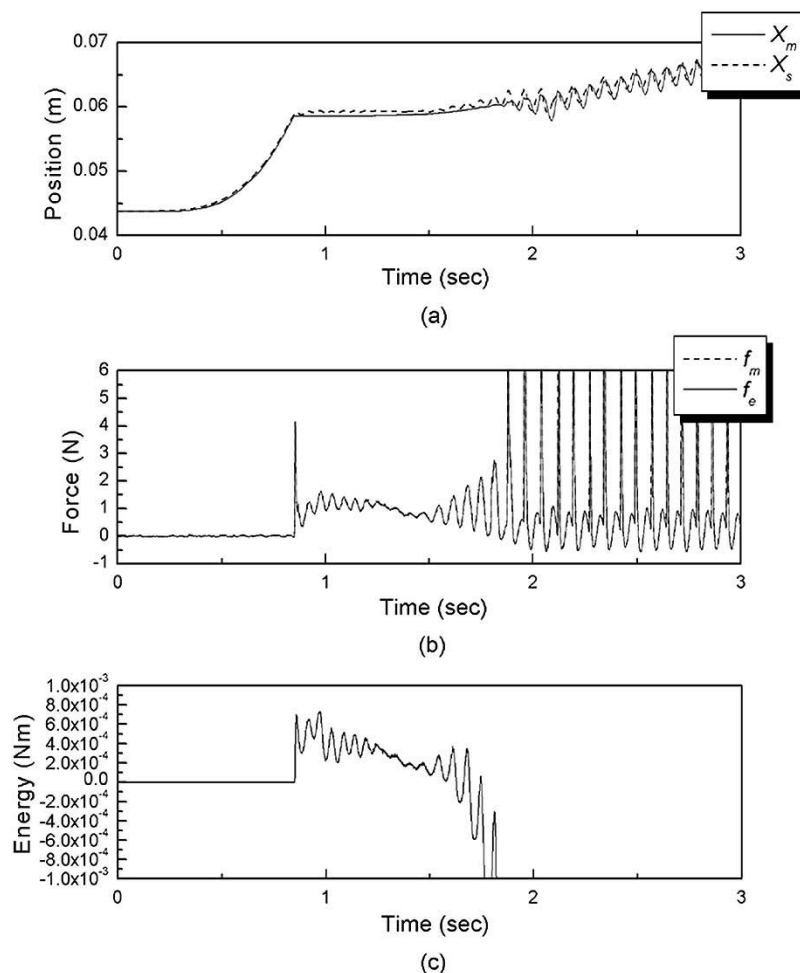 0.07
X_m
X_s
0.06
0.05
0.04
Position (m)
0 1 2 3
Time (sec)
(a)
6
5
4
3
2
1
0
-1
f_m
f_e
Force (N)
0 1 2 3
Time (sec)
(b)
1.0x10^-3
8.0x10^-4
6.0x10^-4
4.0x10^-4
2.0x10^-4
0.0
-2.0x10^-4
-4.0x10^-4
-6.0x10^-4
-8.0x10^-4
-1.0x10^-3
Energy (Nm)
0 1 2 3
Time (sec)
(c)